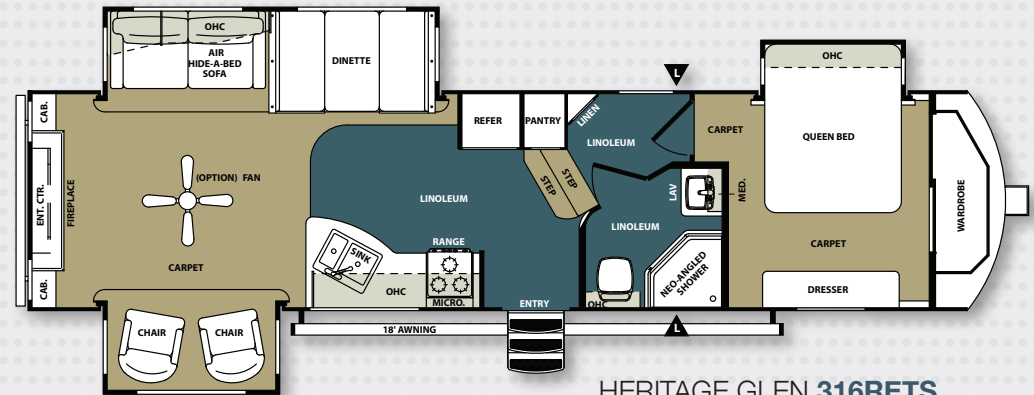 OHC
AIR
HIDE-A-BED
SOFA
DINETTE
OHC
QUEEN BED
CAB.
REFER
PANTRY
LINEN
LINOLEUM
CARPET
L
ENT. CTR.
FIREPLACE
(OPTION) FAN
STEP
STEP
LAV
MED.
WARDROBE
LINOLEUM
LINOLEUM
CARPET
RANGE
SINK
NEO-ANGLED
SHOWER
CARPET
CAB.
OHC
MICRO.
ENTRY
OHC
DRESSER
CHAIR
CHAIR
18' AWNING
L
HERITAGE GLEN 316RETS